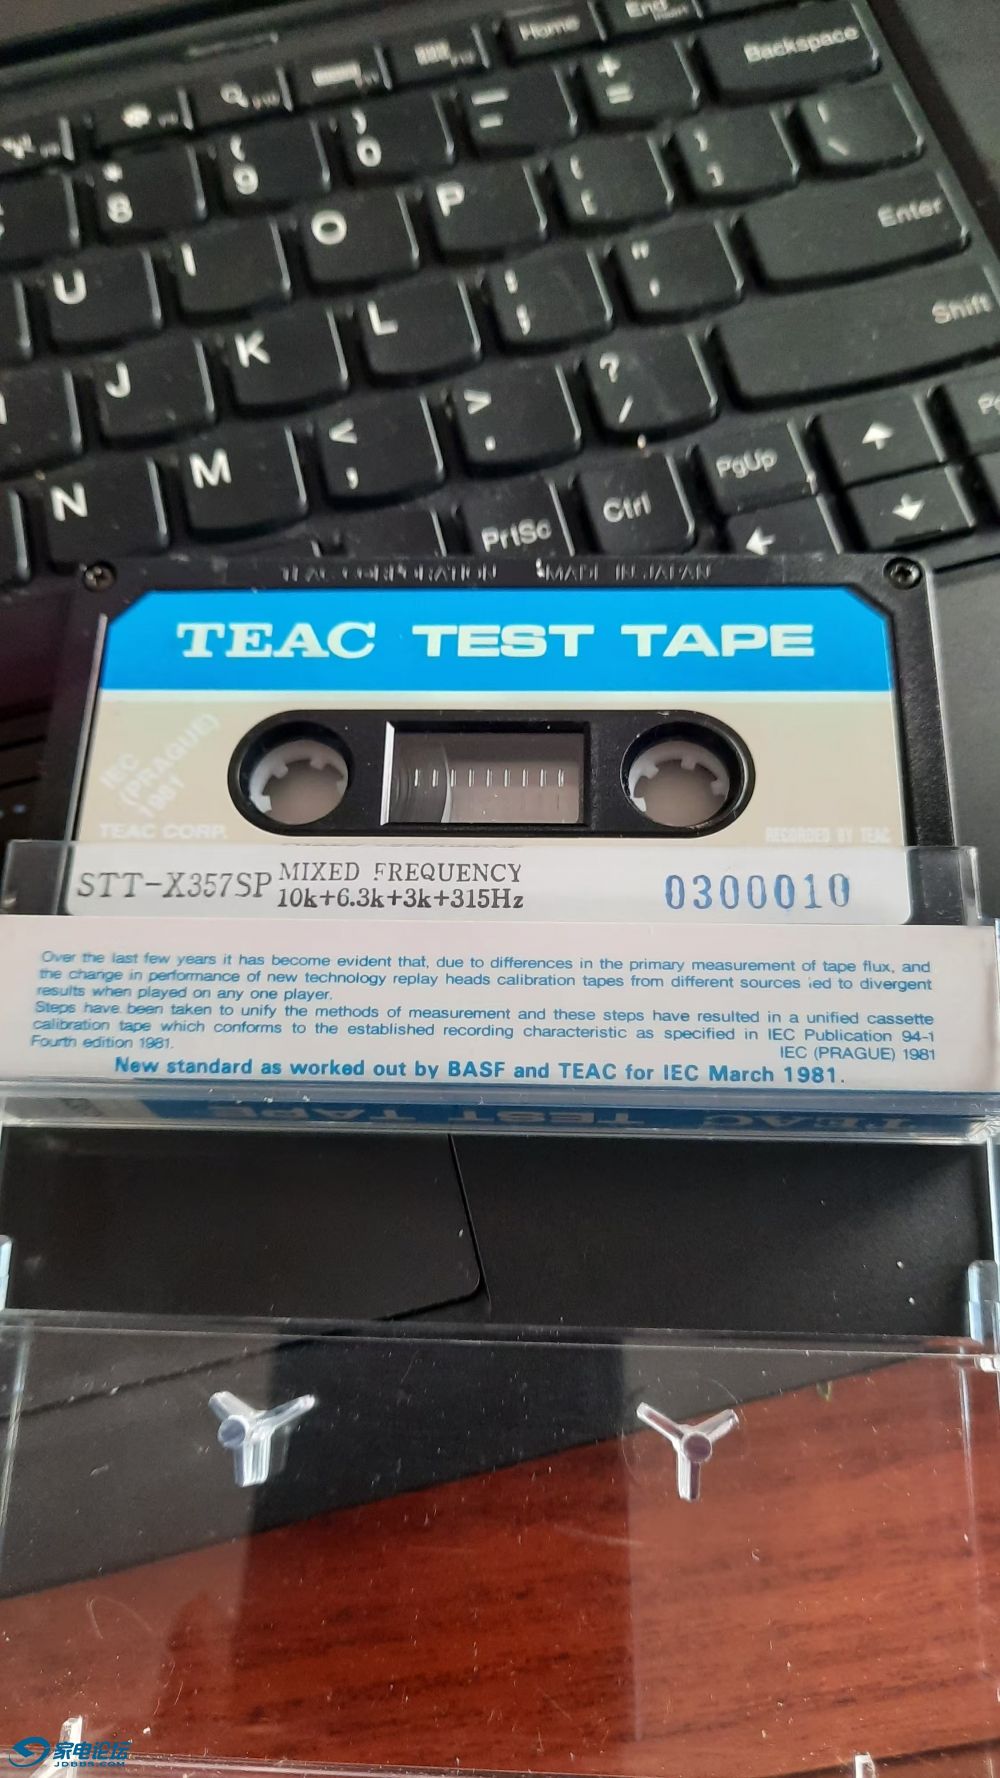 Home
End
Insert
Backspace
8
( 9
) 0
+ =
U
I
O
P
Enter
J
K
L
Shift
N
M
<
,
>
.
? /
PrtSc
Ctrl
PgUp
TEAC CORPORATION MADE IN JAPAN
TEAC TEST TAPE
IEC
(PRAGUE)
1981
TEAC CORP.
RECORDED BY TEAC
STT-X357SP MIXED FREQUENCY
10k+6.3k+3k+315Hz
0300010
Over the last few years it has become evident that, due to differences in the primary measurement of tape flux, and
the change in performance of new technology replay heads calibration tapes from different sources led to divergent
results when played on any one player.
Steps have been taken to unify the methods of measurement and these steps have resulted in a unified cassette
calibration tape which conforms to the established recording characteristic as specified in IEC Publication 94-1
Fourth edition 1981.
IEC (PRAGUE) 1981
New standard as worked out by BASF and TEAC for IEC March 1981.
TEAC TEST TAPE
家电论坛
JDBBS.COM